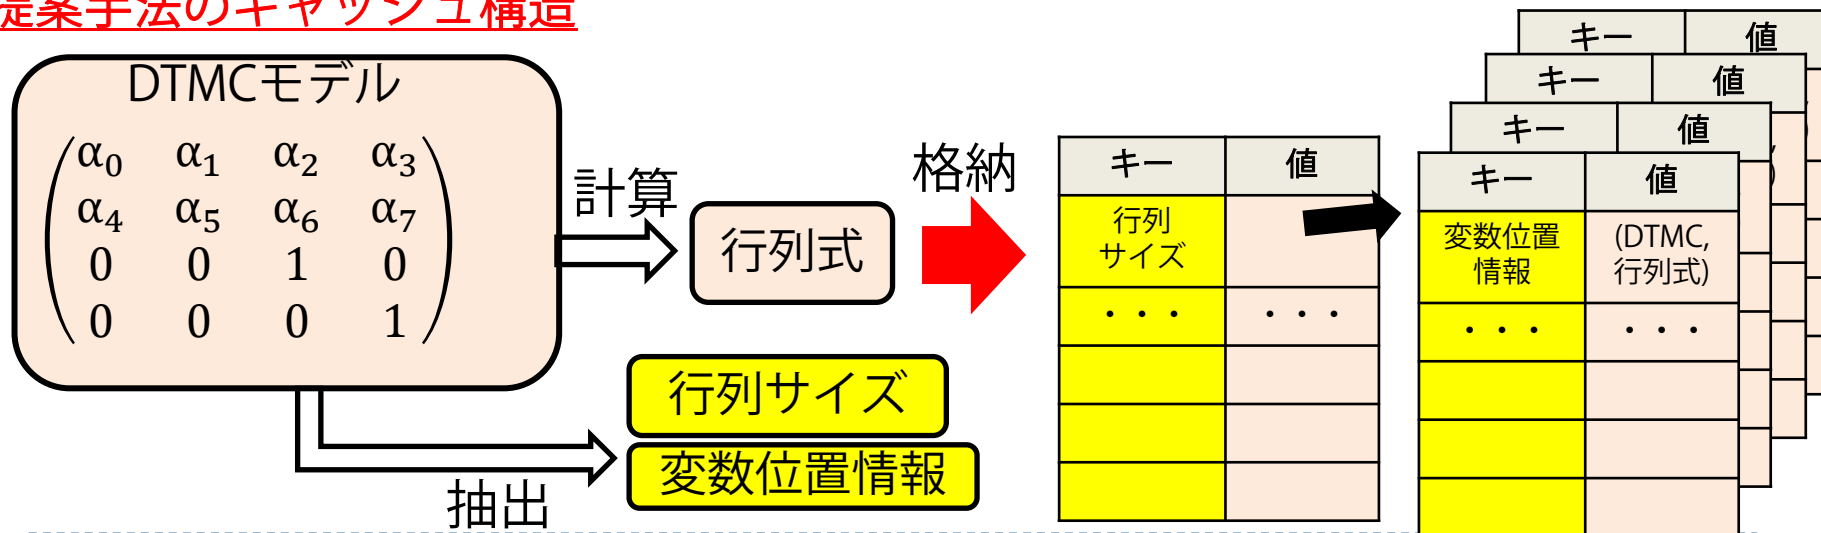 提案手法のキャッシュ構造
DTMCモデル
α0 α1 α2 α3
α4 α5 α6 α7
0 0 1 0
0 0 0 1
計算
行列式
格納
抽出
行列サイズ
変数位置情報
キー 値
行列
サイズ
・・・ ・・・
キー 値
キー 値
キー 値
キー 値
変数位置
情報
(DTMC,
行列式)
・・・ ・・・